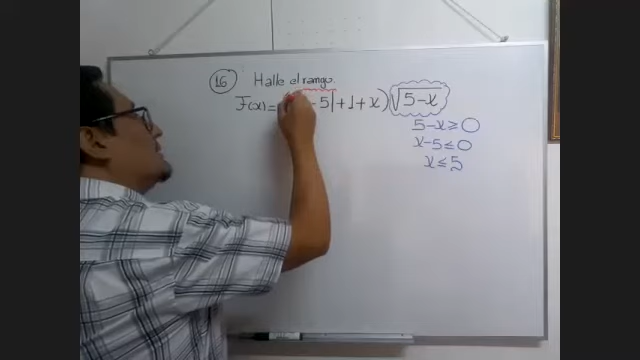 16 Halle el rango.
F(x)= - 5|+1+x)√5-x
5-x≥0
x-5≤0
x≤5